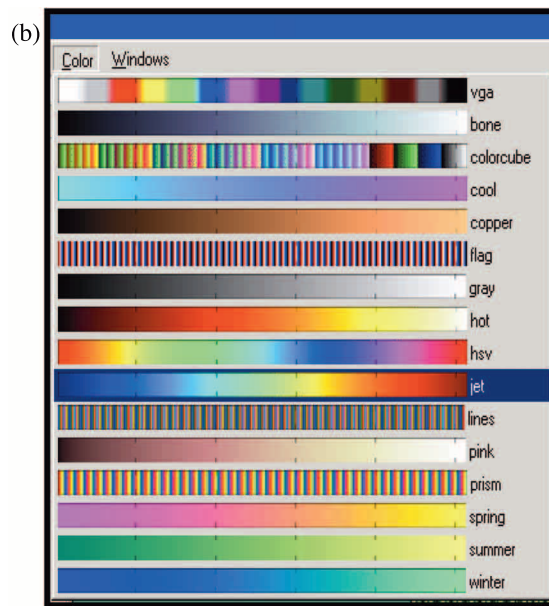 (b)
Color Windows
vga
bone
colorcube
cool
copper
flag
gray
hot
hsv
jet
lines
pink
prism
spring
summer
winter